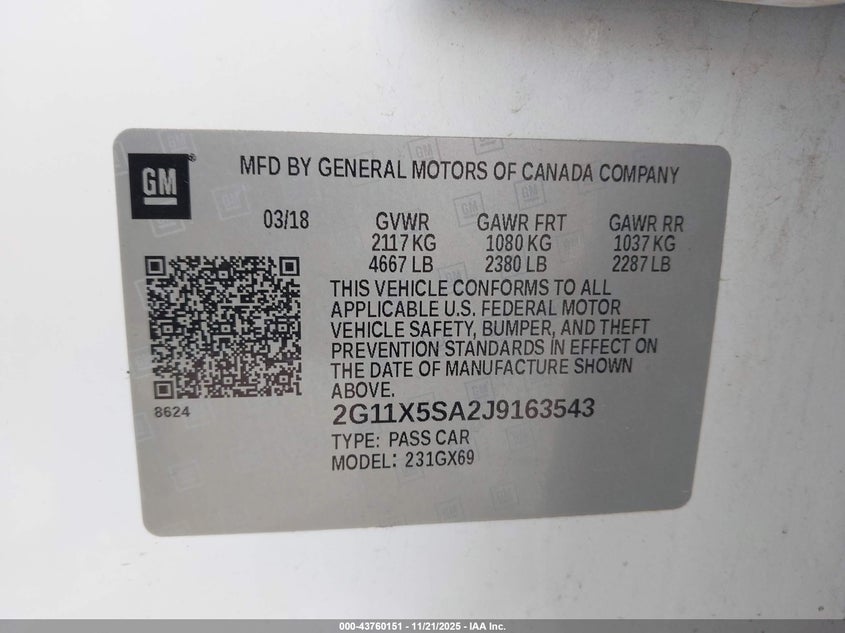 GM
MFD BY GENERAL MOTORS OF CANADA COMPANY
03/18 GVWR GAWR FRT GAWR RR
2117 KG 1080 KG 1037 KG
4667 LB 2380 LB 2287 LB
THIS VEHICLE CONFORMS TO ALL
APPLICABLE U.S. FEDERAL MOTOR
VEHICLE SAFETY, BUMPER, AND THEFT
PREVENTION STANDARDS IN EFFECT ON
THE DATE OF MANUFACTURE SHOWN
ABOVE.
8624
2G11X5SA2J9163543
TYPE: PASS CAR
MODEL: 231GX69
000-43760151 - 11/21/2025 - IAA Inc.